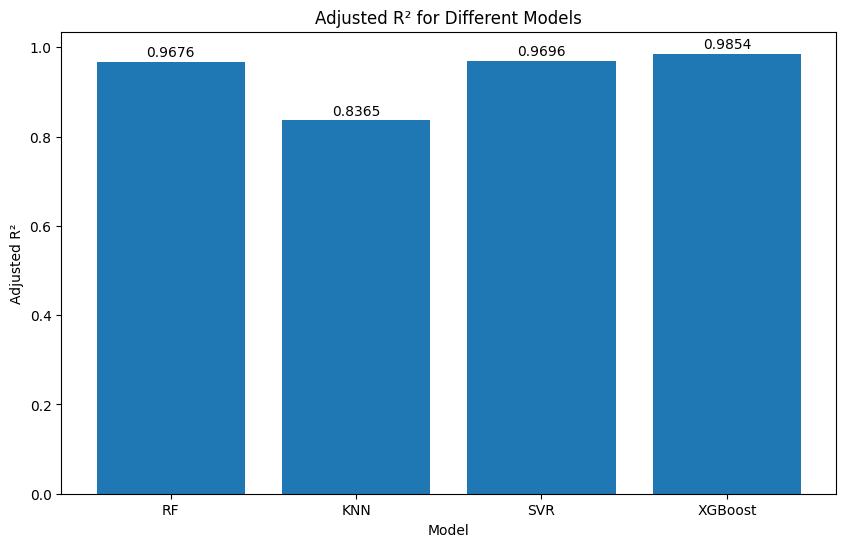 Adjusted R² for Different Models
1.0
0.8
0.6
0.4
0.2
0.0
Adjusted R²
0.9676
0.8365
0.9696
0.9854
RF
KNN
SVR
XGBoost
Model